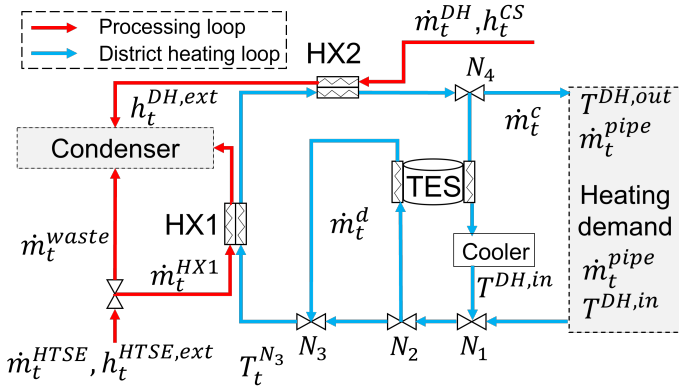 Processing loop
District heating loop
HX2
ṁ_t^{DH}, h_t^{CS}
N_4
h_t^{DH,ext}
ṁ_t^c
T^{DH,out}
ṁ_t^{pipe}
Condenser
TES
HX1
ṁ_t^d
Heating
demand
ṁ_t^{waste}
ṁ_t^{HX1}
Cooler
T^{DH,in}
ṁ_t^{pipe}
T^{DH,in}
ṁ_t^{HTSE}, h_t^{HTSE,ext}
T_t^{N_3}
N_3
N_2
N_1